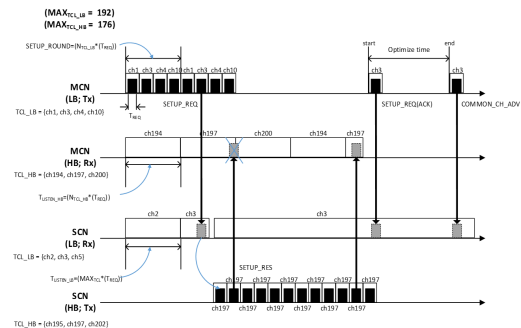 (MAXTCL_LB = 192)
(MAXTCL_HB = 176)
SETUP_ROUND=(NTCL_LB*(TREQ))
start
Optimize time
end
ch1 ch3 ch4 ch10 ch1 ch3 ch4 ch10
ch3
ch3
MCN
(LB; Tx)
TREQ
SETUP_REQ
SETUP_REQ(ACK)
COMMON_CH_ADV
TCL_LB = {ch1, ch3, ch4, ch10}
ch194
ch197
ch200
ch194
ch197
MCN
(HB; Rx)
TCL_HB = {ch194, ch197, ch200}
TLISTEN_HB=(NTCL_HB*(TREQ))
ch2
ch3
ch3
SCN
(LB; Rx)
TCL_LB = {ch2, ch3, ch5}
TLISTEN_LB=(MAXTCL*(TREQ))
SETUP_RES
ch197 ch197 ch197 ch197 ch197 ch197
SCN
(HB; Tx)
ch197 ch197 ch197 ch197 ch197 ch197
TCL_HB = {ch195, ch197, ch202}